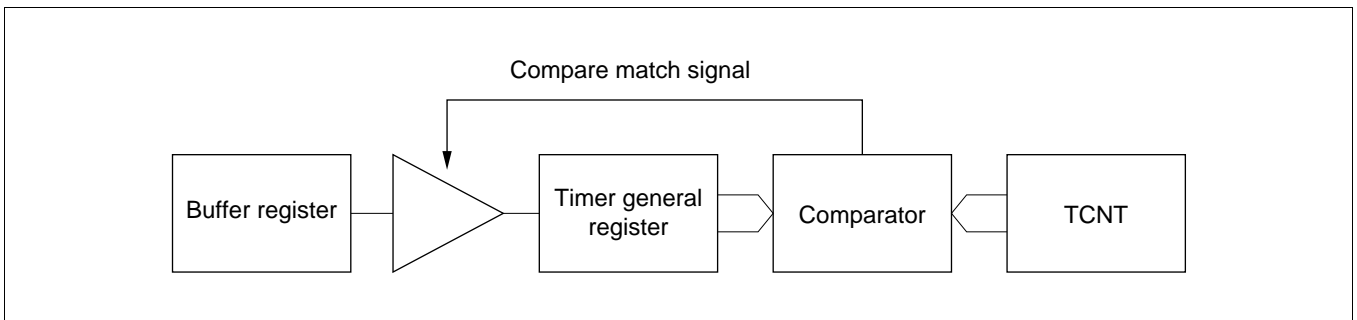 Compare match signal
Buffer register
Timer general
register
Comparator
TCNT